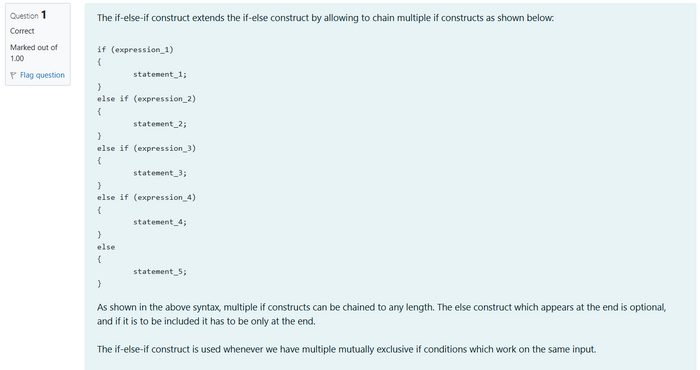 Question 1
Correct
Marked out of
1.00
Flag question
The if-else-if construct extends the if-else construct by allowing to chain multiple if constructs as shown below:
if (expression_1)
{
statement_1;
}
else if (expression_2)
{
statement_2;
}
else if (expression_3)
{
statement_3;
}
else if (expression_4)
{
statement_4;
}
else
{
statement_5;
}
As shown in the above syntax, multiple if constructs can be chained to any length. The else construct which appears at the end is optional,
and if it is to be included it has to be only at the end.
The if-else-if construct is used whenever we have multiple mutually exclusive if conditions which work on the same input.